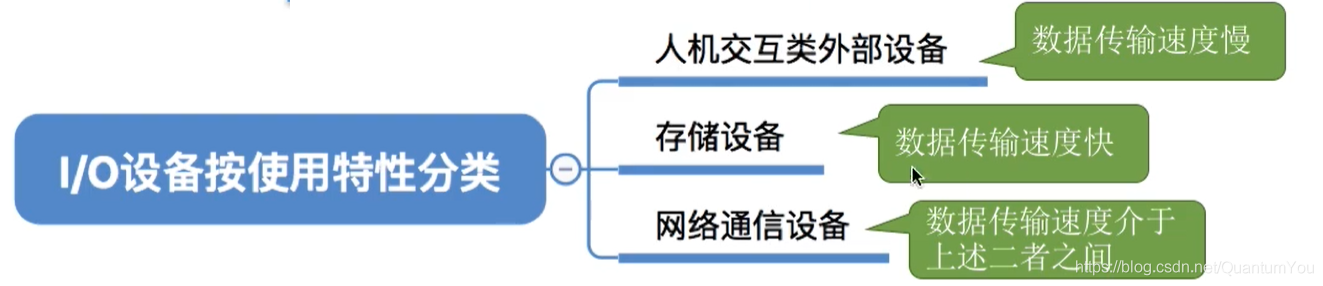 人机交互类外部设备
数据传输速度慢
I/O设备按使用特性分类
存储设备
数据传输速度快
网络通信设备
数据传输速度介于
上述二者之间
https://blog.csdn.net/QuantumYou